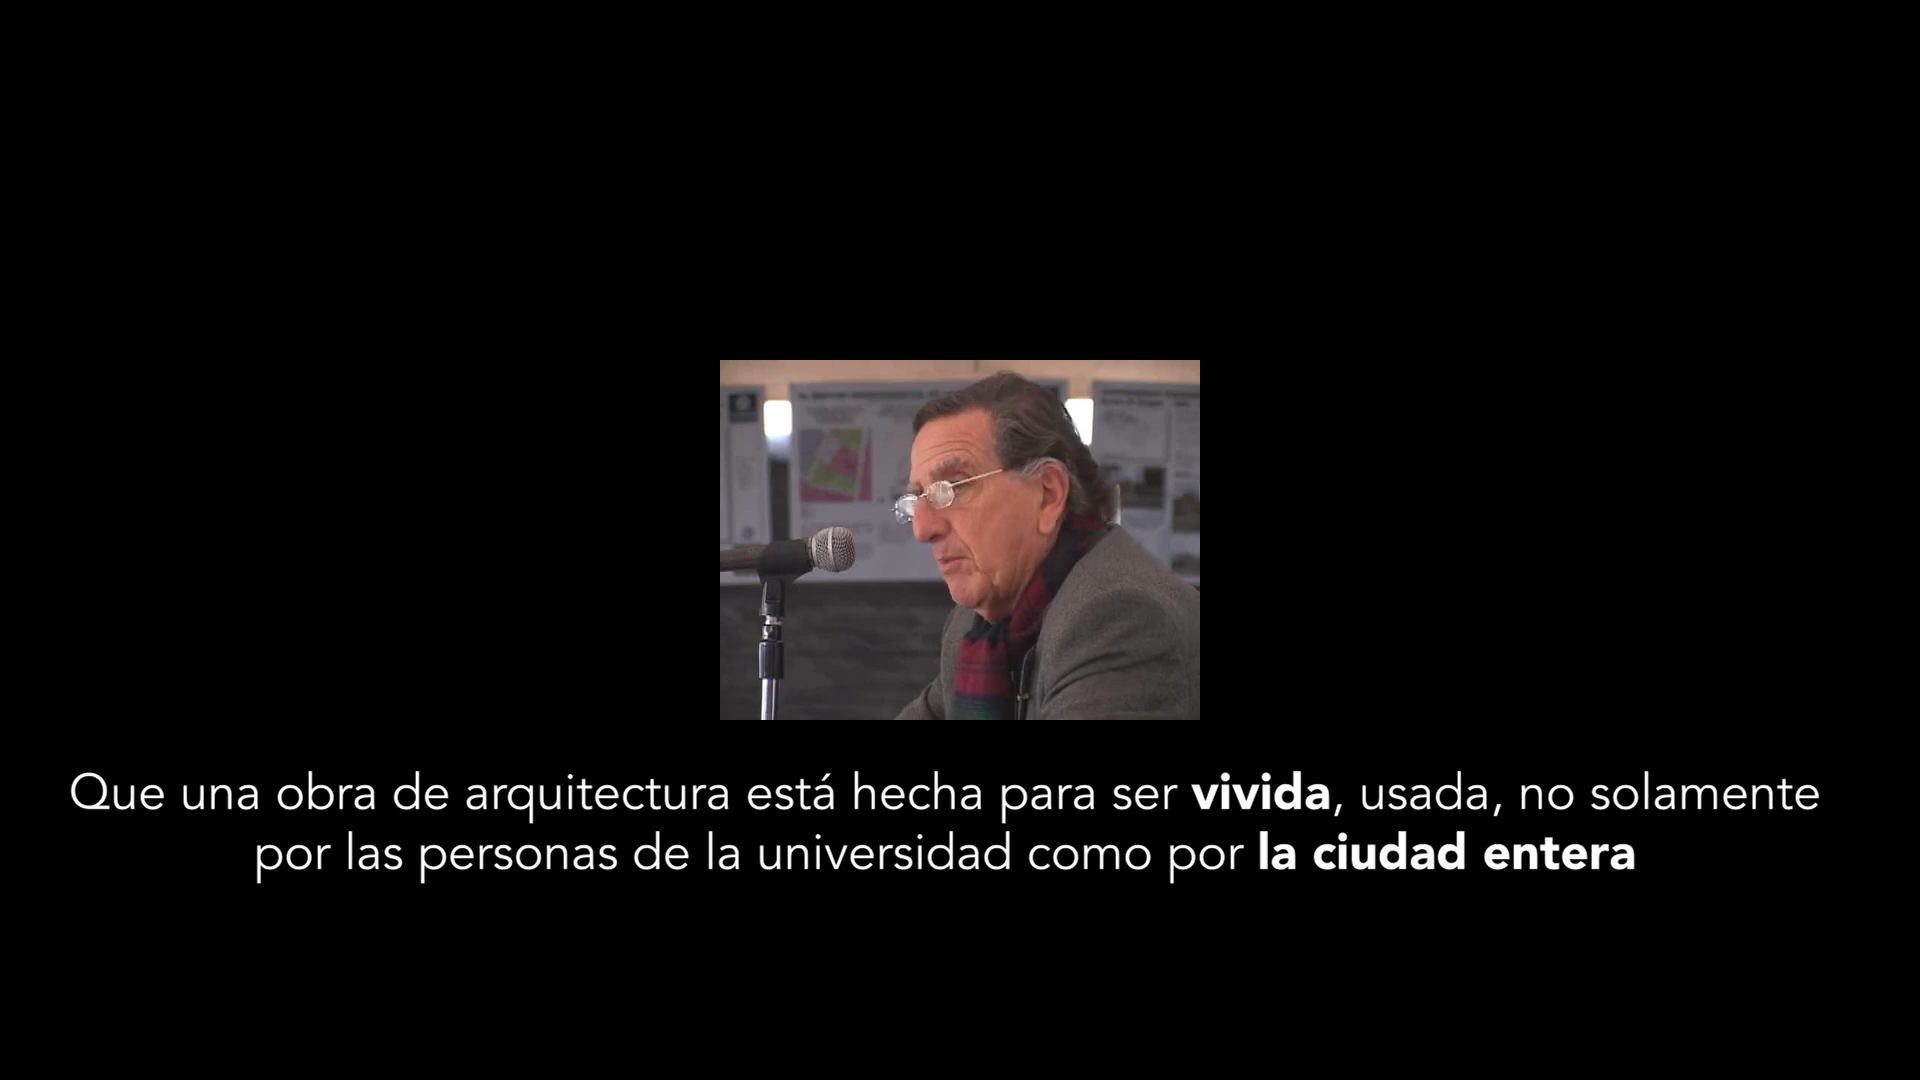 Que una obra de arquitectura está hecha para ser vivida, usada, no solamente
por las personas de la universidad como por la ciudad entera